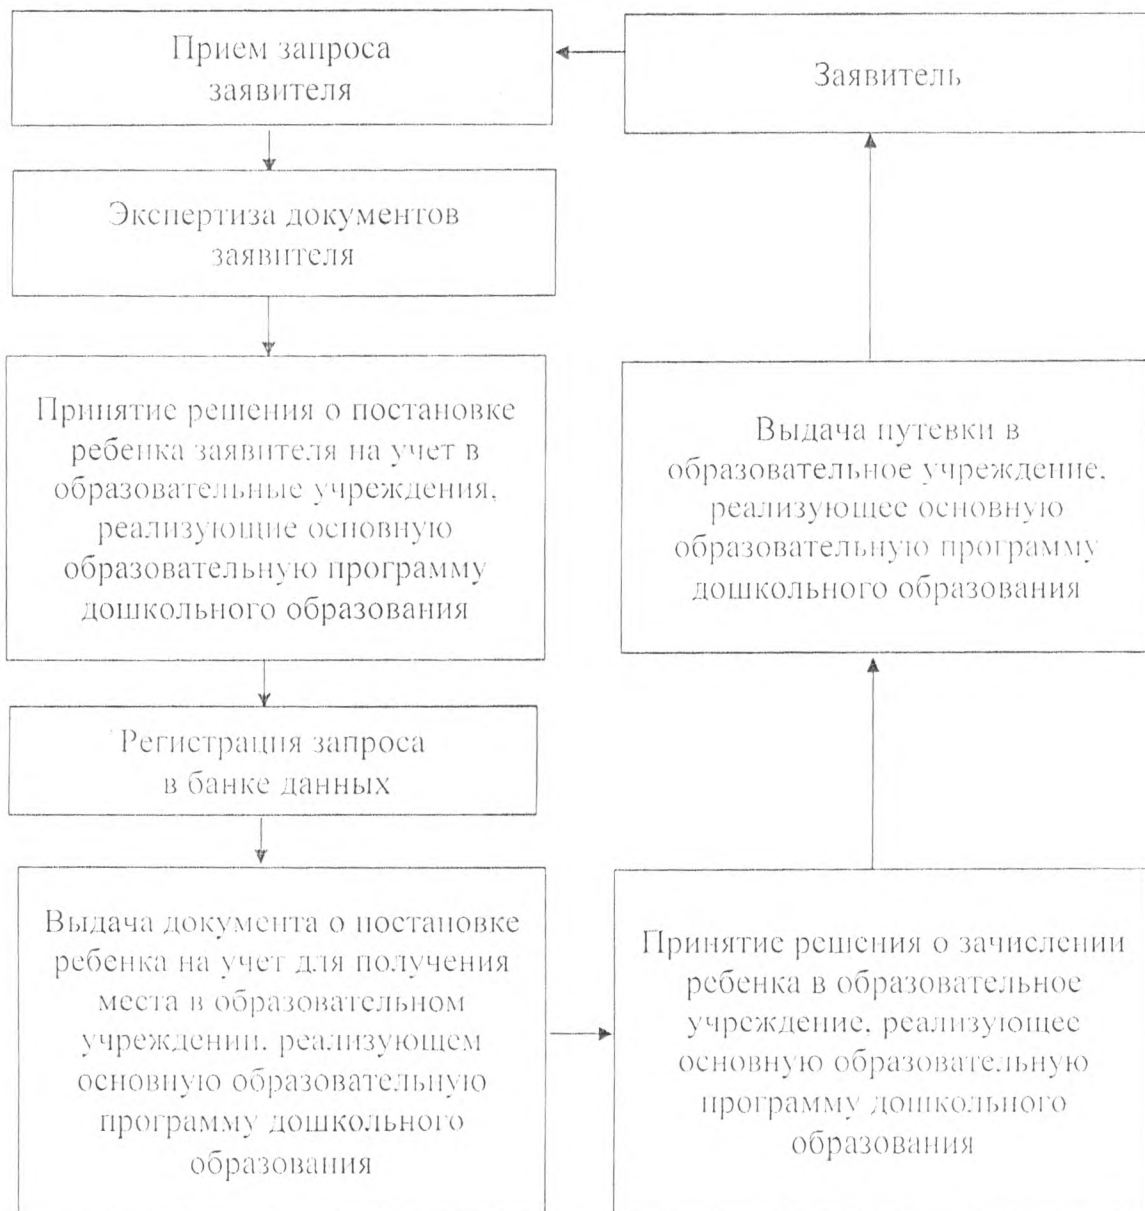 Прием запроса
заявителя
Заявитель
Экспертиза документов
заявителя
Принятие решения о постановке
ребенка заявителя на учет в
образовательные учреждения,
реализующие основную
образовательную программу
дошкольного образования
Выдача путевки в
образовательное учреждение,
реализующее основную
образовательную программу
дошкольного образования
Регистрация запроса
в банке данных
Выдача документа о постановке
ребенка на учет для получения
места в образовательном
учреждении, реализующем
основную образовательную
программу дошкольного
образования
Принятие решения о зачислении
ребенка в образовательное
учреждение, реализующее
основную образовательную
программу дошкольного
образования